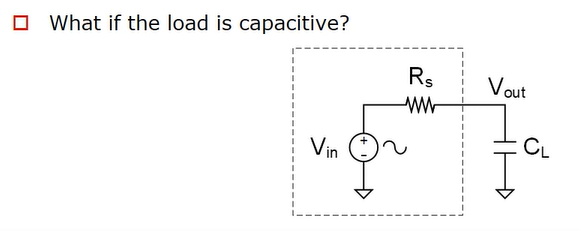 What if the load is capacitive?
Rs
Vout
Vin
+
-
CL